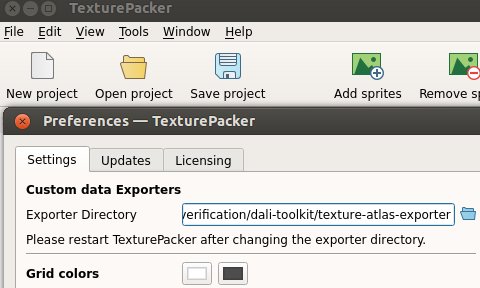 TexturePacker
File Edit View Tools Window Help
New project Open project Save project Add sprites Remove
Preferences — TexturePacker
Settings Updates Licensing
Custom data Exporters
Exporter Directory verification/dali-toolkit/texture-atlas-exporter
Please restart TexturePacker after changing the exporter directory.
Grid colors